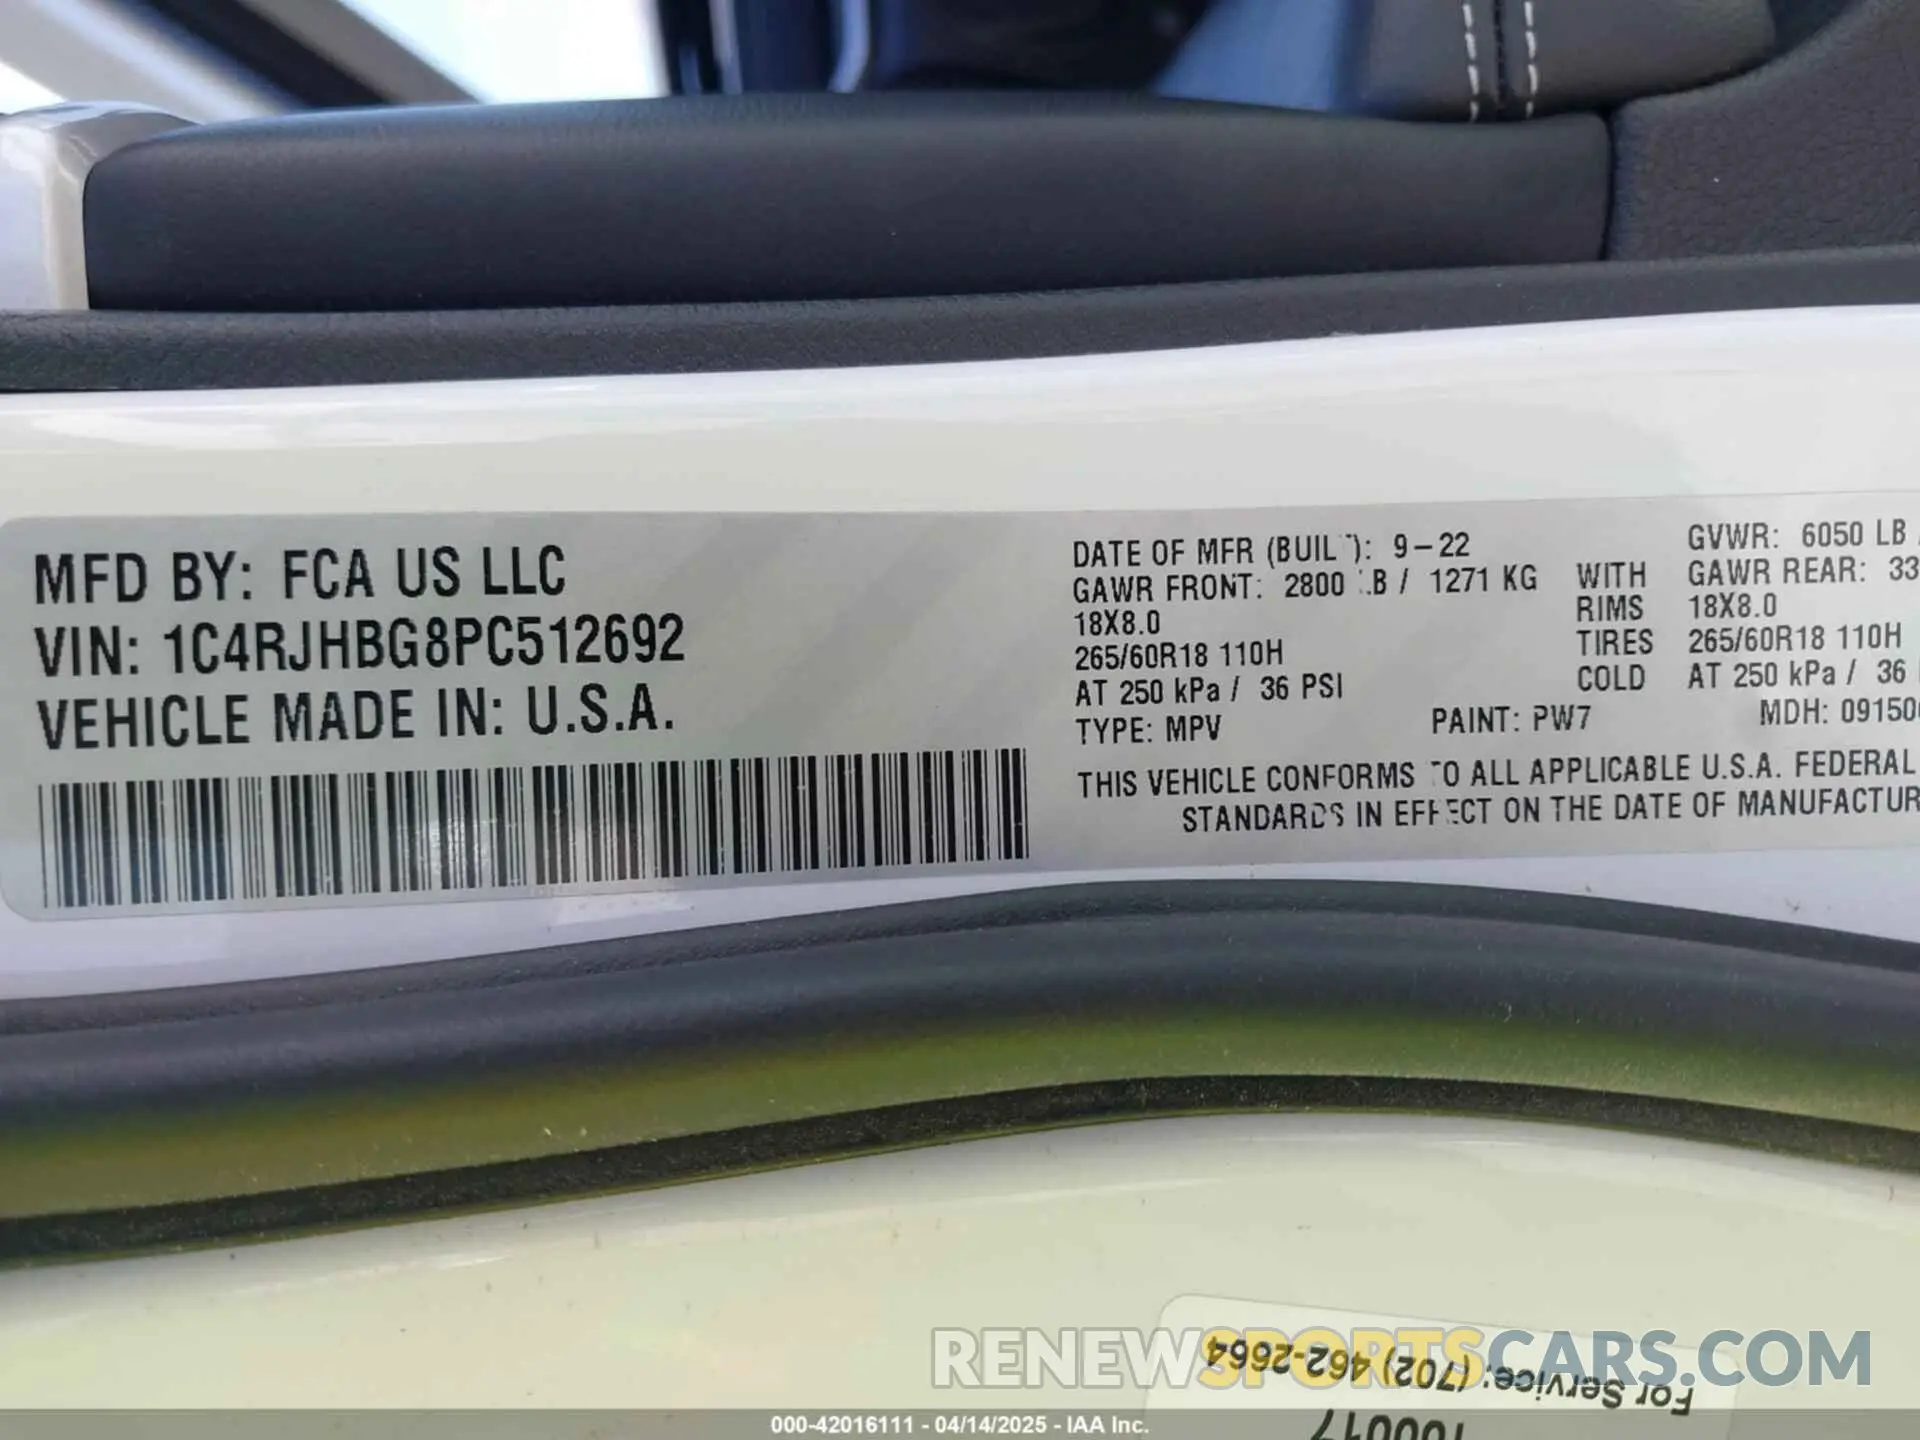 MFD BY: FCA US LLC
VIN: 1C4RJHBG8PC512692
VEHICLE MADE IN: U.S.A.
DATE OF MFR (BUILT): 9-22
GVWR: 6050 LB
GAWR FRONT: 2800 LB / 1271 KG WITH GAWR REAR: 33
18X8.0 RIMS 18X8.0
265/60R18 110H TIRES 265/60R18 110H
AT 250 kPa / 36 PSI COLD AT 250 kPa / 36
TYPE: MPV PAINT: PW7 MDH: 09150
THIS VEHICLE CONFORMS TO ALL APPLICABLE U.S.A. FEDERAL
STANDARDS IN EFFECT ON THE DATE OF MANUFACTUR
RENEWSPORTSCARS.COM
For Service: (702) 462-2664
000-42016111 - 04/14/2025 - IAA Inc.